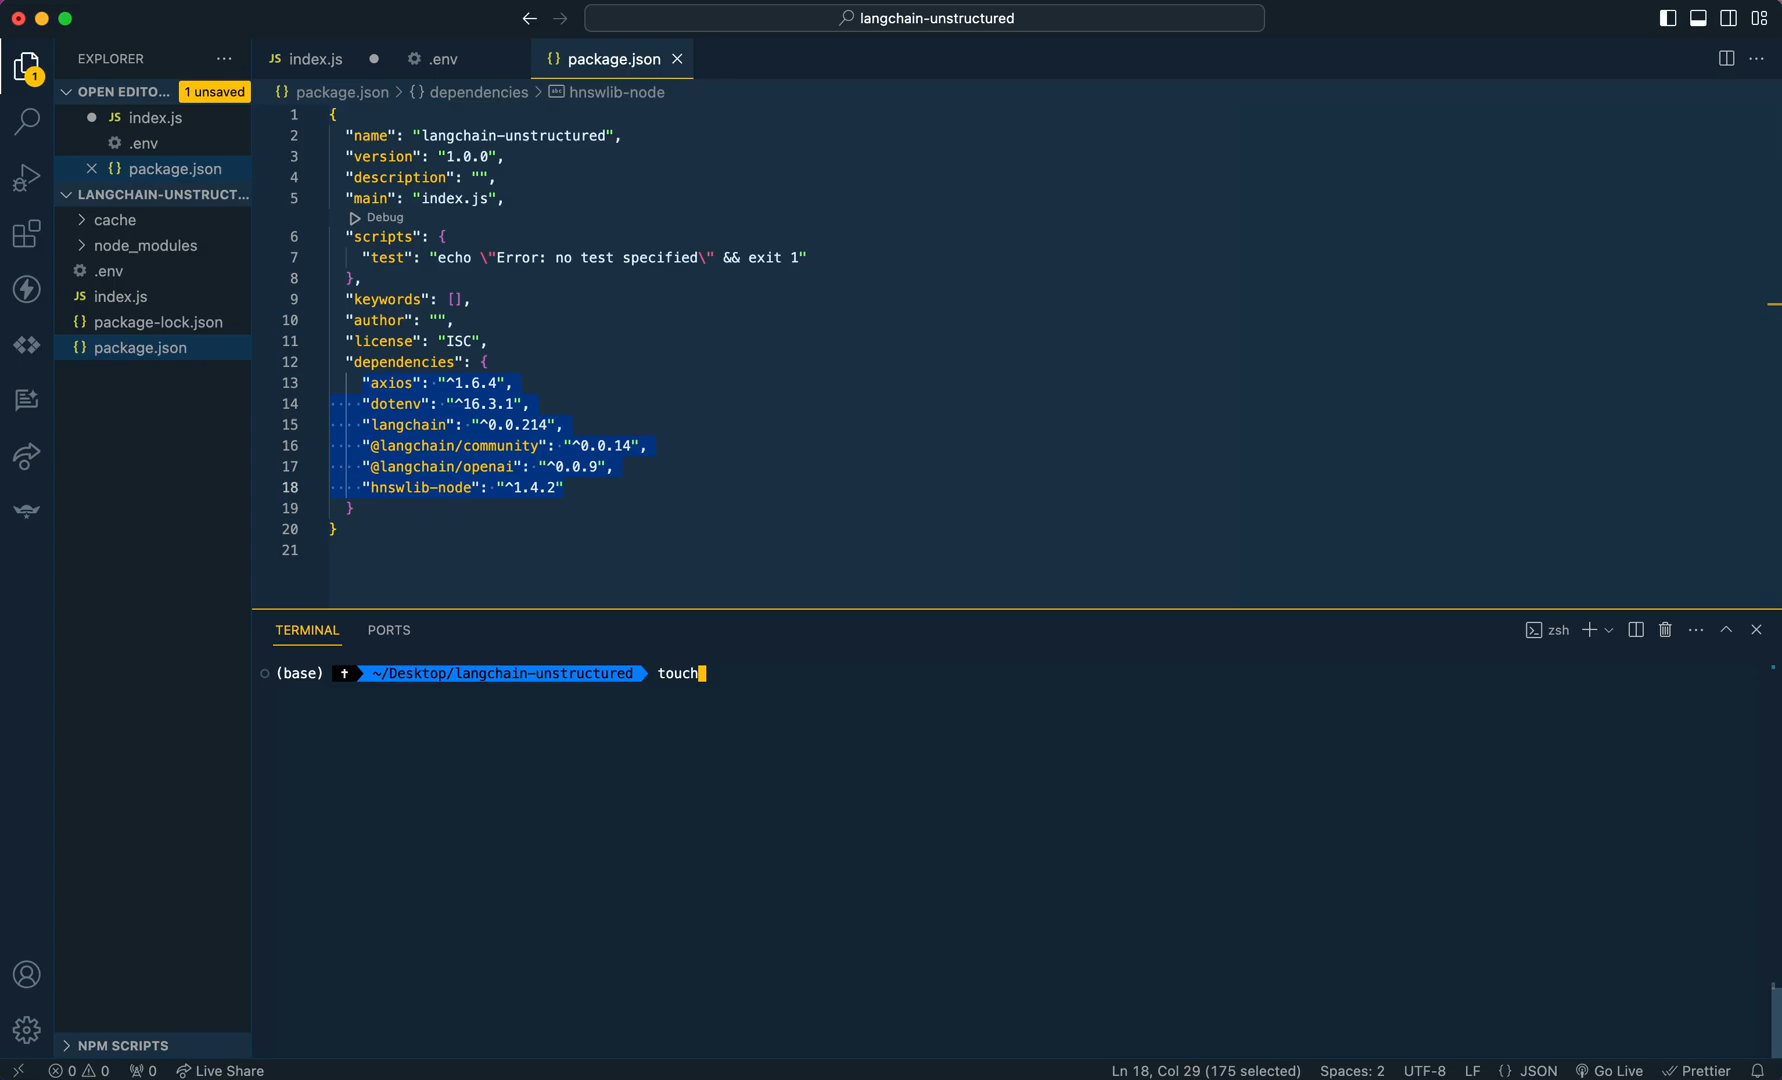 langchain-unstructured
EXPLORER
OPEN EDITO... 1 unsaved
JS index.js
.env
{} package.json
LANGCHAIN-UNSTRUCT...
cache
node_modules
.env
JS index.js
{} package-lock.json
{} package.json
NPM SCRIPTS
1
JS index.js
.env
{} package.json
{} package.json > {} dependencies > abc hnswlib-node
1 {
2 "name": "langchain-unstructured",
3 "version": "1.0.0",
4 "description": "",
5 "main": "index.js",
Debug
6 "scripts": {
7 "test": "echo \"Error: no test specified\" && exit 1"
8 },
9 "keywords": [],
10 "author": "",
11 "license": "ISC",
12 "dependencies": {
13 "axios": "^1.6.4",
14 "dotenv": "^16.3.1",
15 "langchain": "^0.0.214",
16 "@langchain/community": "^0.0.14",
17 "@langchain/openai": "^0.0.9",
18 "hnswlib-node": "^1.4.2"
19 }
20 }
21
TERMINAL PORTS
zsh
(base) ~/Desktop/langchain-unstructured touch
0 0 0 Live Share
Ln 18, Col 29 (175 selected) Spaces: 2 UTF-8 LF {} JSON Go Live Prettier